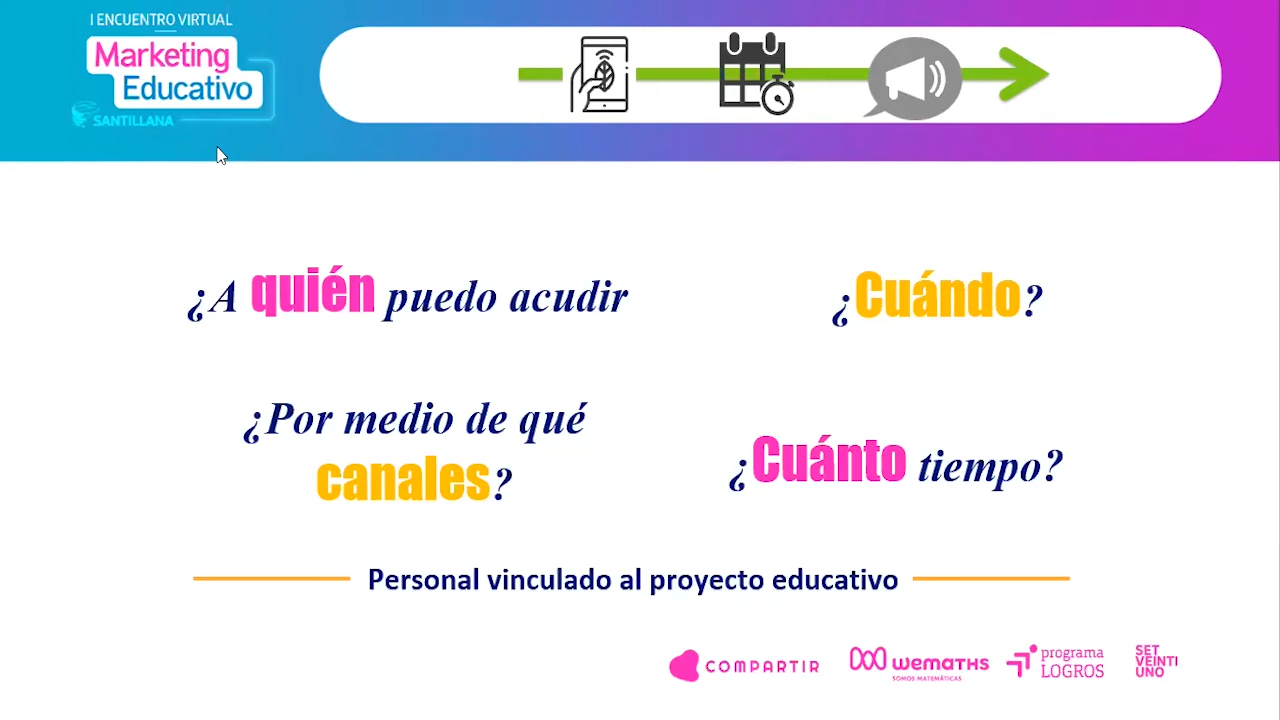 I ENCUENTRO VIRTUAL
Marketing
Educativo
SANTILLANA
¿A quién puedo acudir
¿Cuándo?
¿Por medio de qué
canales?
¿Cuánto tiempo?
Personal vinculado al proyecto educativo
COMPARTIR
wemaths
SOMOS MATEMÁTICAS
programa
LOGROS
SET
VEINTI
UNO